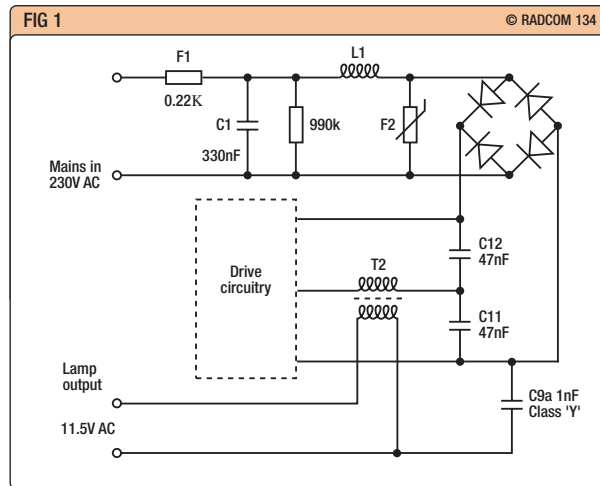 FIG 1
© RADCOM 134
F1
0.22K
L1
C1
330nF
990k
F2
Mains in
230V AC
Drive
circuitry
T2
C12
47nF
C11
47nF
Lamp
output
11.5V AC
C9a 1nF
Class 'Y'